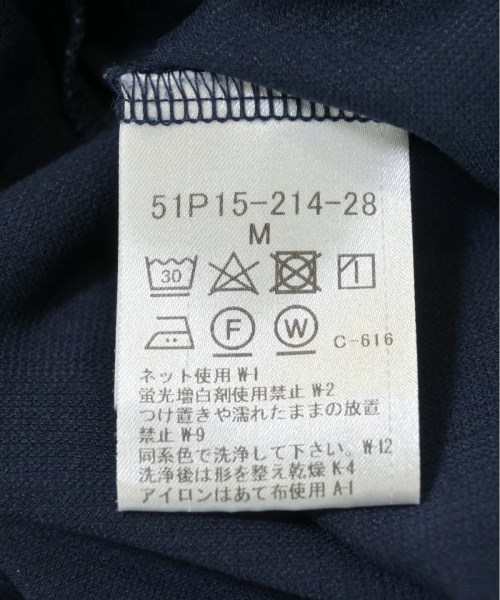 51P15-214-28
M
30
F W C-616
ネット使用 W-1
蛍光増白剤使用禁止 W-2
つけ置きや濡れたままの放置
禁止 W-9
同系色で洗浄して下さい。W-12
洗浄後は形を整え乾燥 K-4
アイロンはあて布使用 A-1